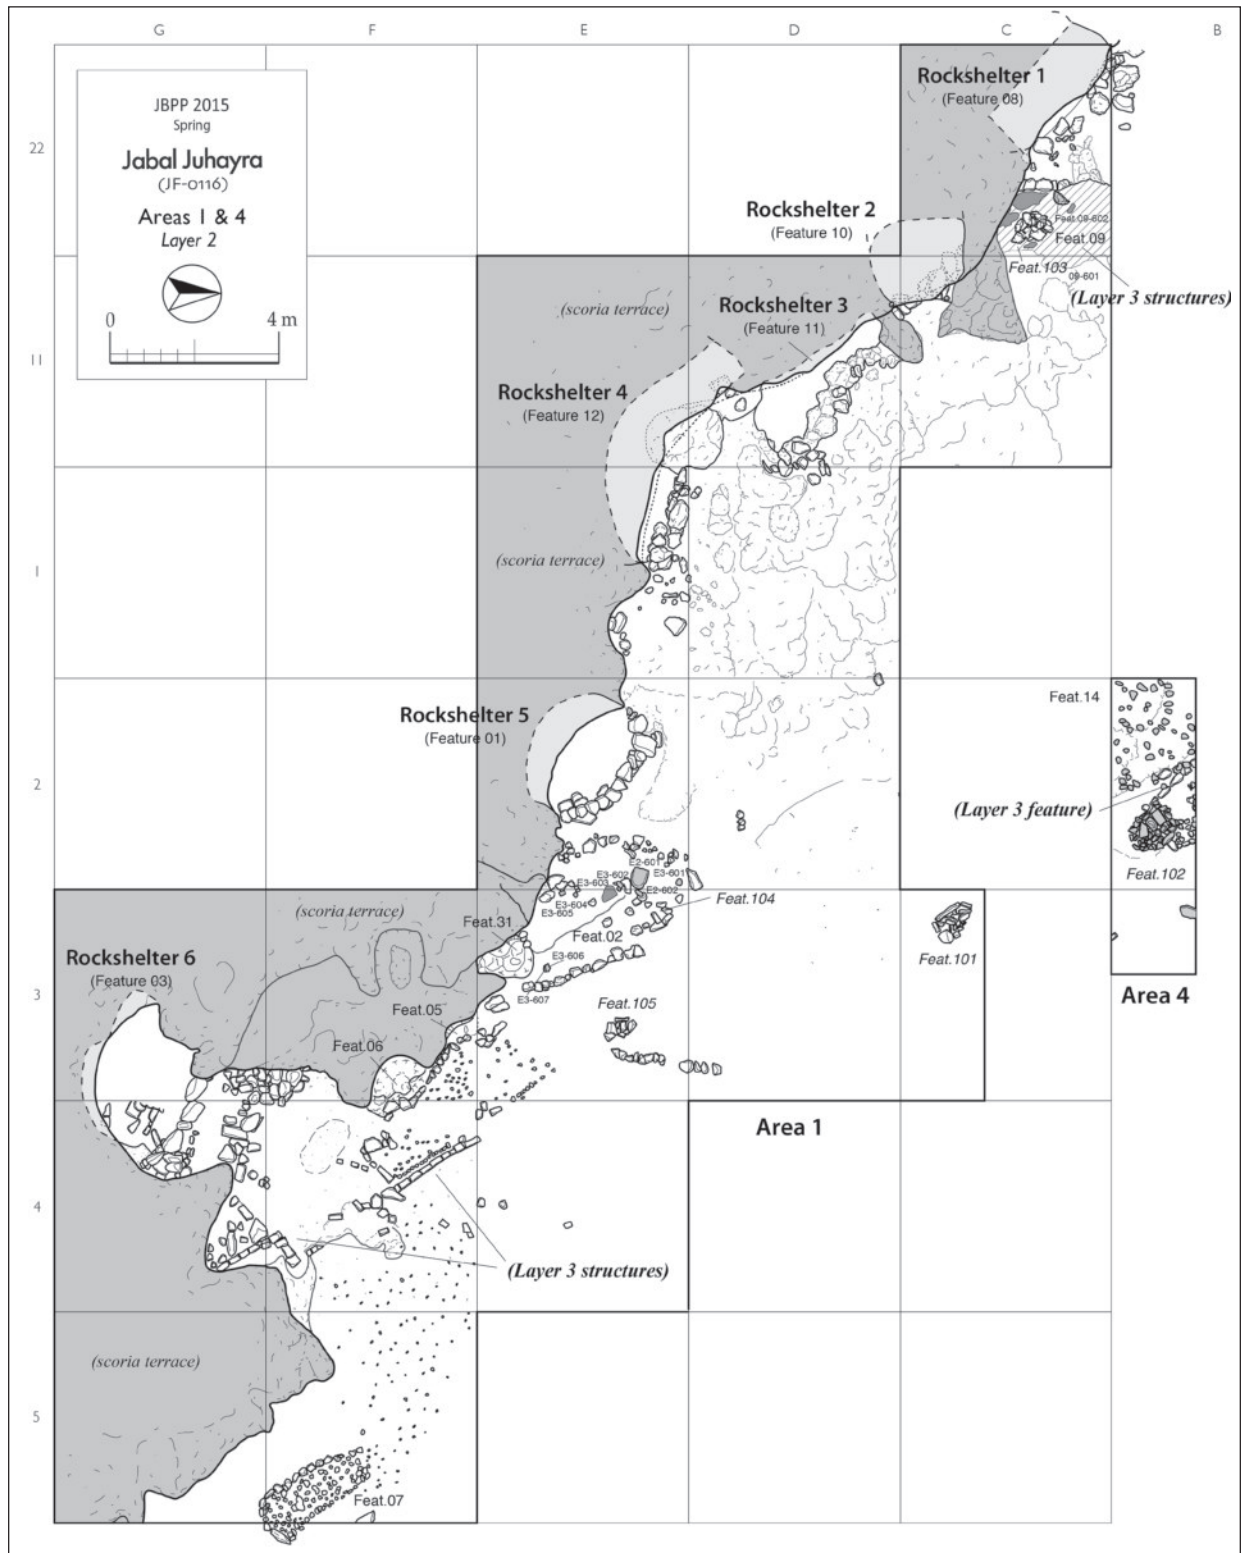 G F E D C B
JBPP 2015
Spring
Jabal Juhayra
(JF-0116)
Areas 1 & 4
Layer 2
0 4 m
22
11
1
2
3
4
5
Rockshelter 1
(Feature 08)
Rockshelter 2
(Feature 10)
Feat.09-602
Feat.09
Feat.103
09-601
(Layer 3 structures)
(scoria terrace)
Rockshelter 3
(Feature 11)
Rockshelter 4
(Feature 12)
(scoria terrace)
Rockshelter 5
(Feature 01)
Feat.14
(Layer 3 feature)
Feat.102
E2-601
E3-602
E3-601
E3-603
E2-602
E3-604
E3-605
Feat.104
(scoria terrace)
Feat.31
Feat.02
Feat.101
Rockshelter 6
(Feature 03)
E3-606
E3-607
Area 4
Feat.05
Feat.105
Feat.06
Area 1
(Layer 3 structures)
(scoria terrace)
Feat.07